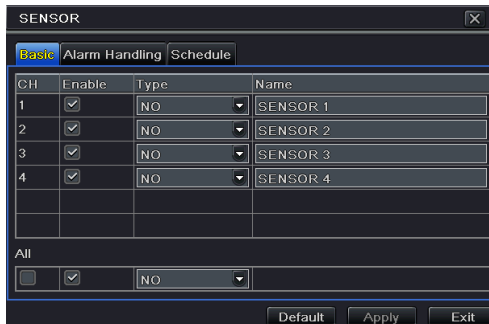 SENSOR
Basic Alarm Handling Schedule
CH Enable Type Name
1 NO SENSOR 1
2 NO SENSOR 2
3 NO SENSOR 3
4 NO SENSOR 4
All
NO
Default Apply Exit